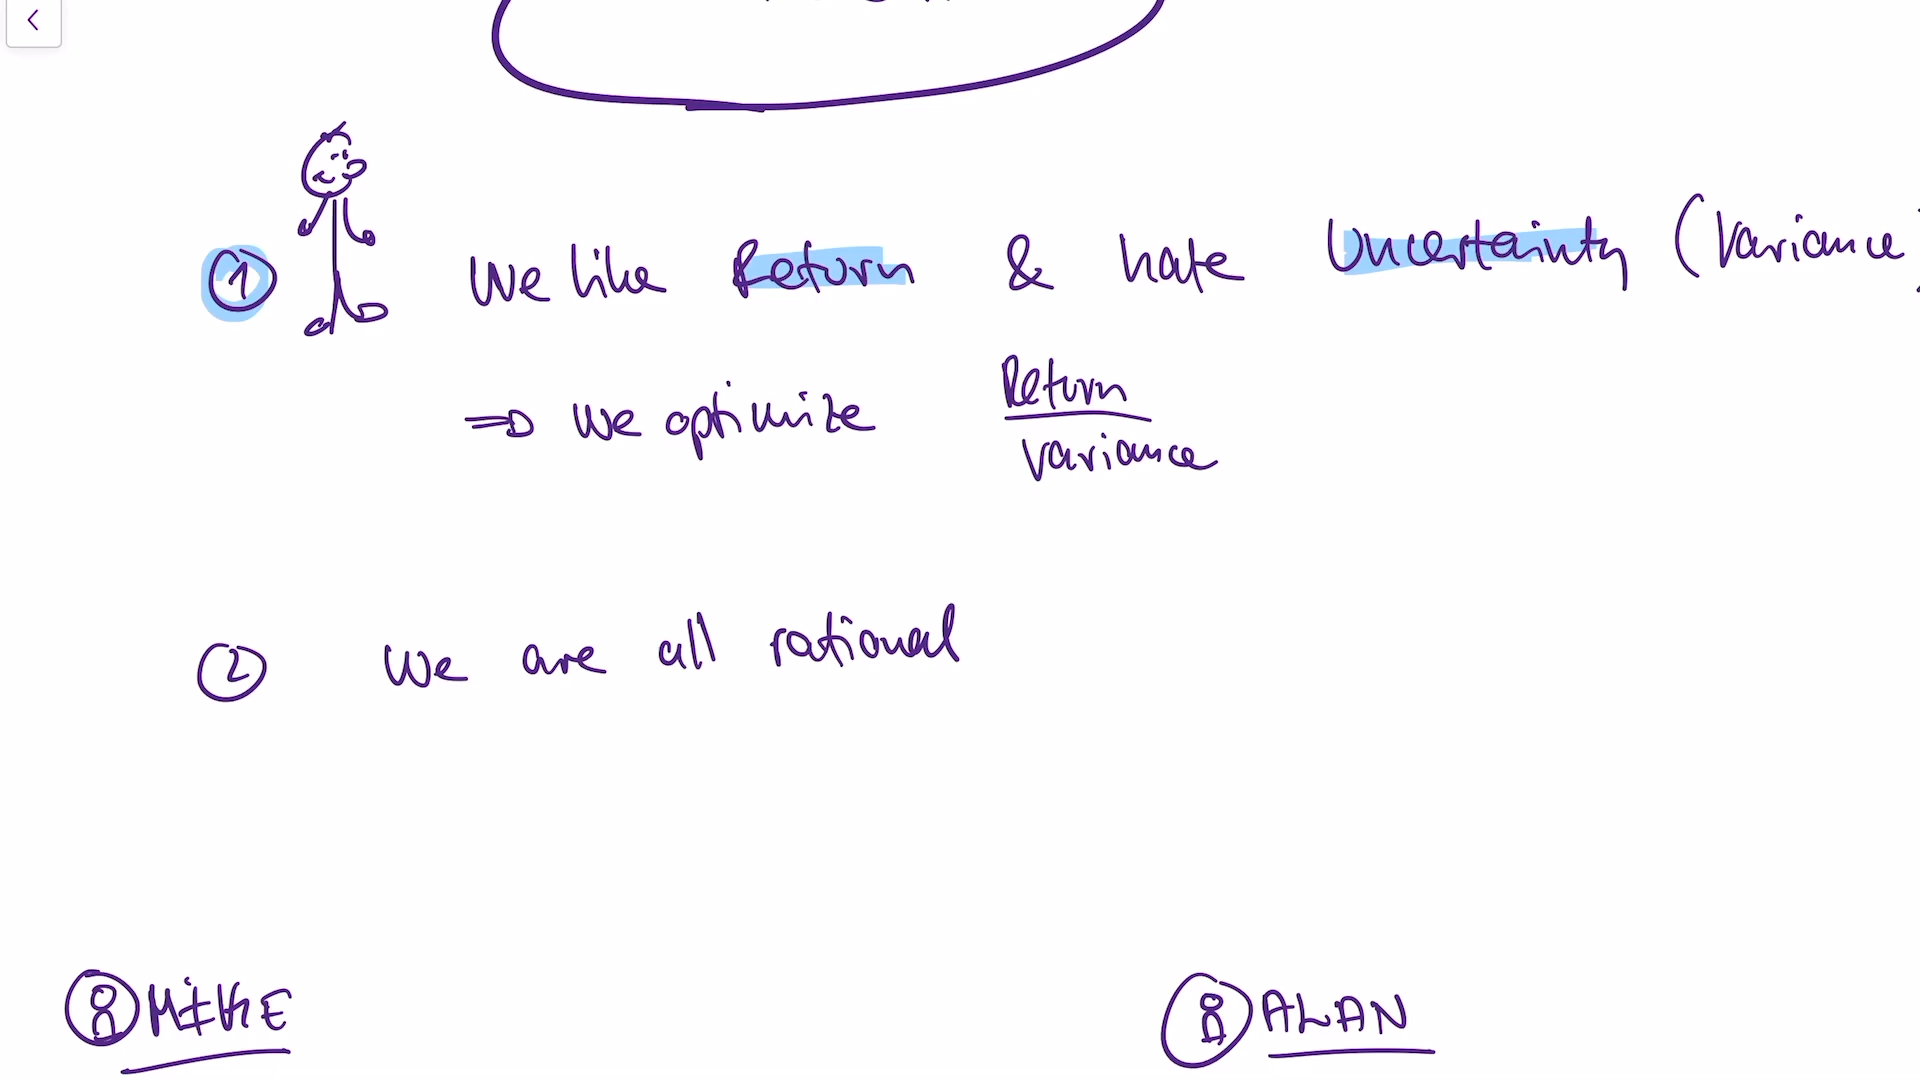 ① We like Return & hate Uncertainty (Variance
⇒ We optimize Return
Variance
② We are all rational
MIKE
ALAN